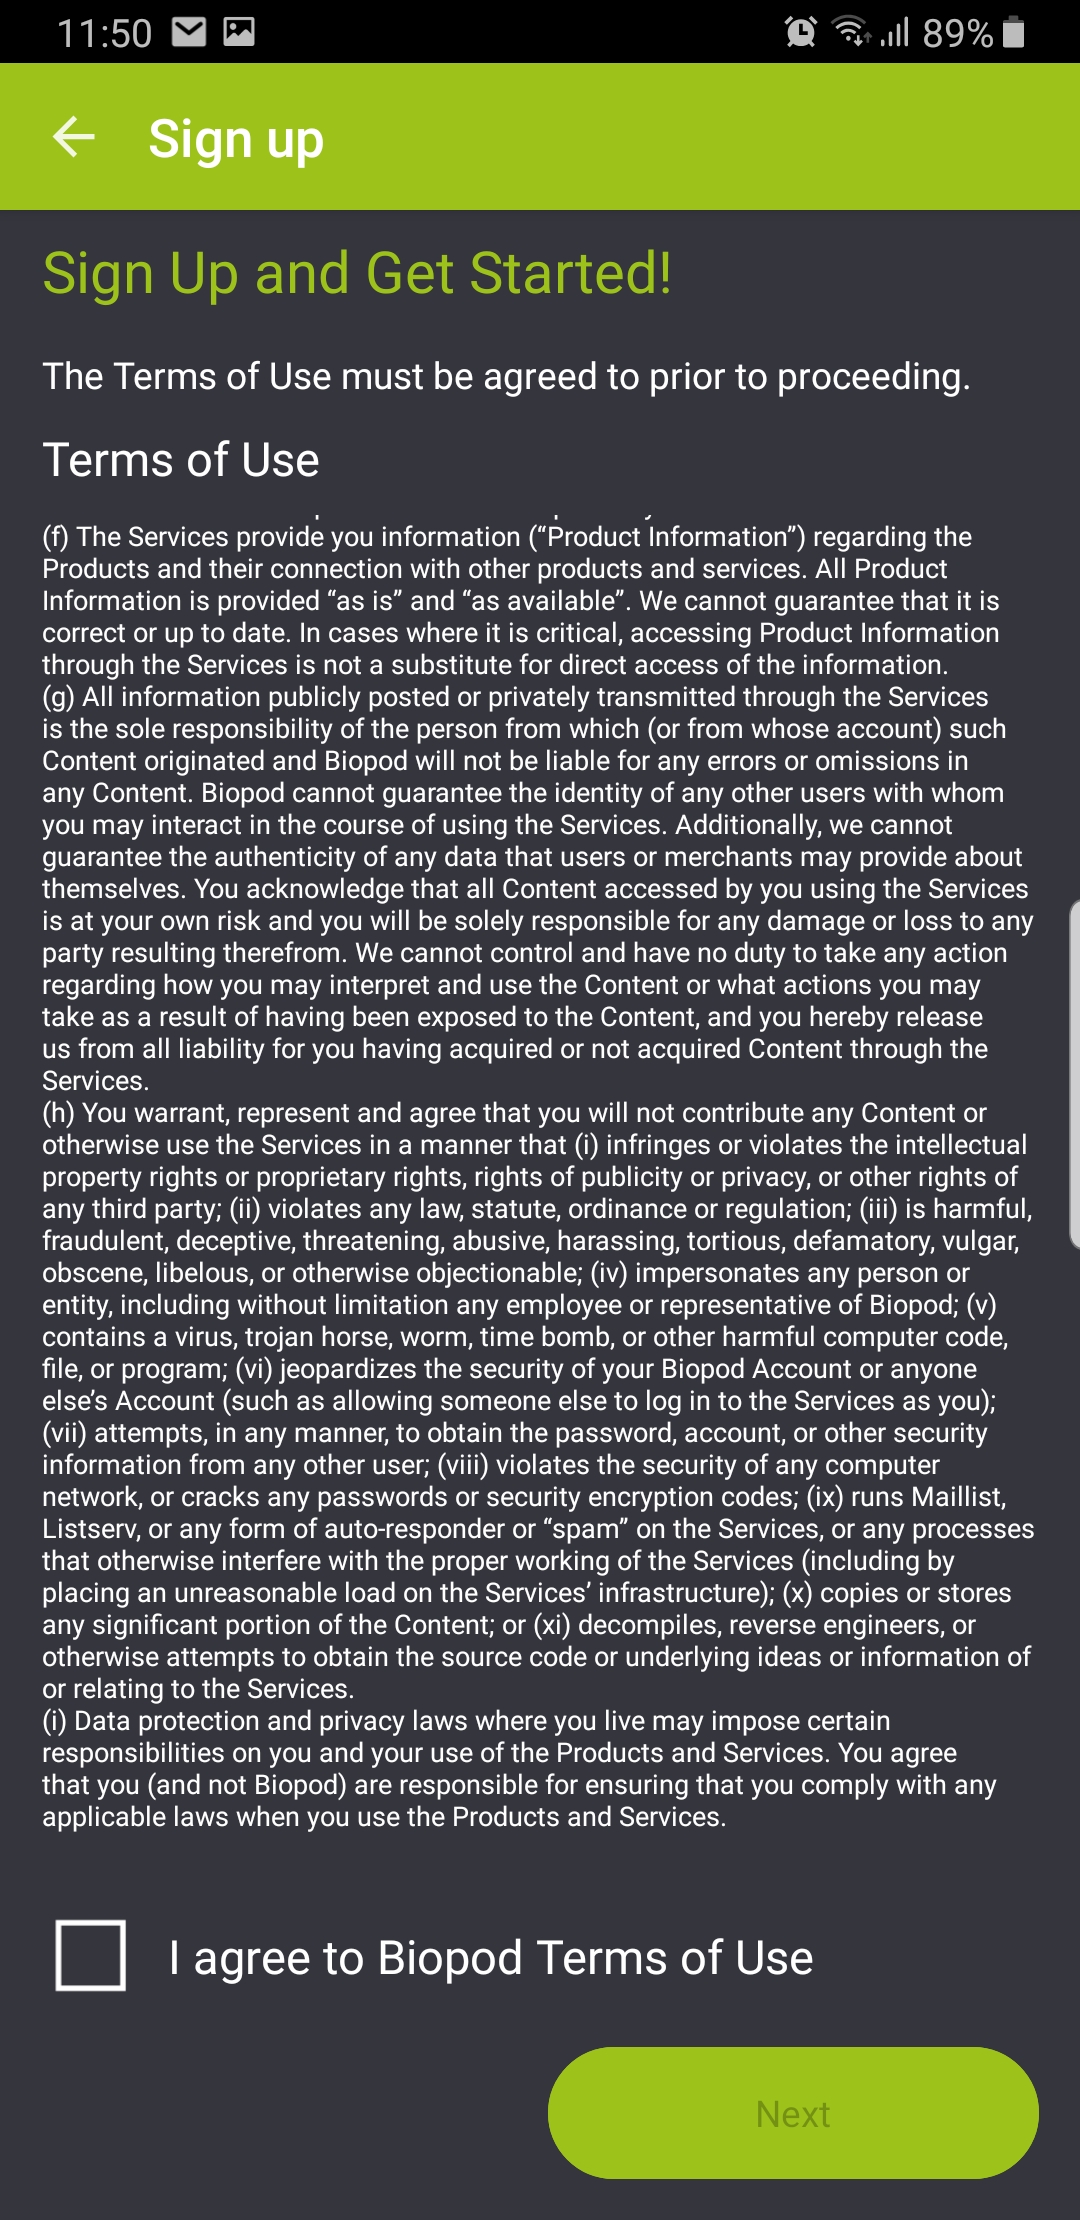 11:50
89%
Sign up
Sign Up and Get Started!
The Terms of Use must be agreed to prior to proceeding.
Terms of Use
(f) The Services provide you information (“Product Information”) regarding the
Products and their connection with other products and services. All Product
Information is provided “as is” and “as available”. We cannot guarantee that it is
correct or up to date. In cases where it is critical, accessing Product Information
through the Services is not a substitute for direct access of the information.
(g) All information publicly posted or privately transmitted through the Services
is the sole responsibility of the person from which (or from whose account) such
Content originated and Biopod will not be liable for any errors or omissions in
any Content. Biopod cannot guarantee the identity of any other users with whom
you may interact in the course of using the Services. Additionally, we cannot
guarantee the authenticity of any data that users or merchants may provide about
themselves. You acknowledge that all Content accessed by you using the Services
is at your own risk and you will be solely responsible for any damage or loss to any
party resulting therefrom. We cannot control and have no duty to take any action
regarding how you may interpret and use the Content or what actions you may
take as a result of having been exposed to the Content, and you hereby release
us from all liability for you having acquired or not acquired Content through the
Services.
(h) You warrant, represent and agree that you will not contribute any Content or
otherwise use the Services in a manner that (i) infringes or violates the intellectual
property rights or proprietary rights, rights of publicity or privacy, or other rights of
any third party; (ii) violates any law, statute, ordinance or regulation; (iii) is harmful,
fraudulent, deceptive, threatening, abusive, harassing, tortious, defamatory, vulgar,
obscene, libelous, or otherwise objectionable; (iv) impersonates any person or
entity, including without limitation any employee or representative of Biopod; (v)
contains a virus, trojan horse, worm, time bomb, or other harmful computer code,
file, or program; (vi) jeopardizes the security of your Biopod Account or anyone
else’s Account (such as allowing someone else to log in to the Services as you);
(vii) attempts, in any manner, to obtain the password, account, or other security
information from any other user; (viii) violates the security of any computer
network, or cracks any passwords or security encryption codes; (ix) runs Maillist,
Listserv, or any form of auto-responder or “spam” on the Services, or any processes
that otherwise interfere with the proper working of the Services (including by
placing an unreasonable load on the Services’ infrastructure); (x) copies or stores
any significant portion of the Content; or (xi) decompiles, reverse engineers, or
otherwise attempts to obtain the source code or underlying ideas or information of
or relating to the Services.
(i) Data protection and privacy laws where you live may impose certain
responsibilities on you and your use of the Products and Services. You agree
that you (and not Biopod) are responsible for ensuring that you comply with any
applicable laws when you use the Products and Services.
I agree to Biopod Terms of Use
Next